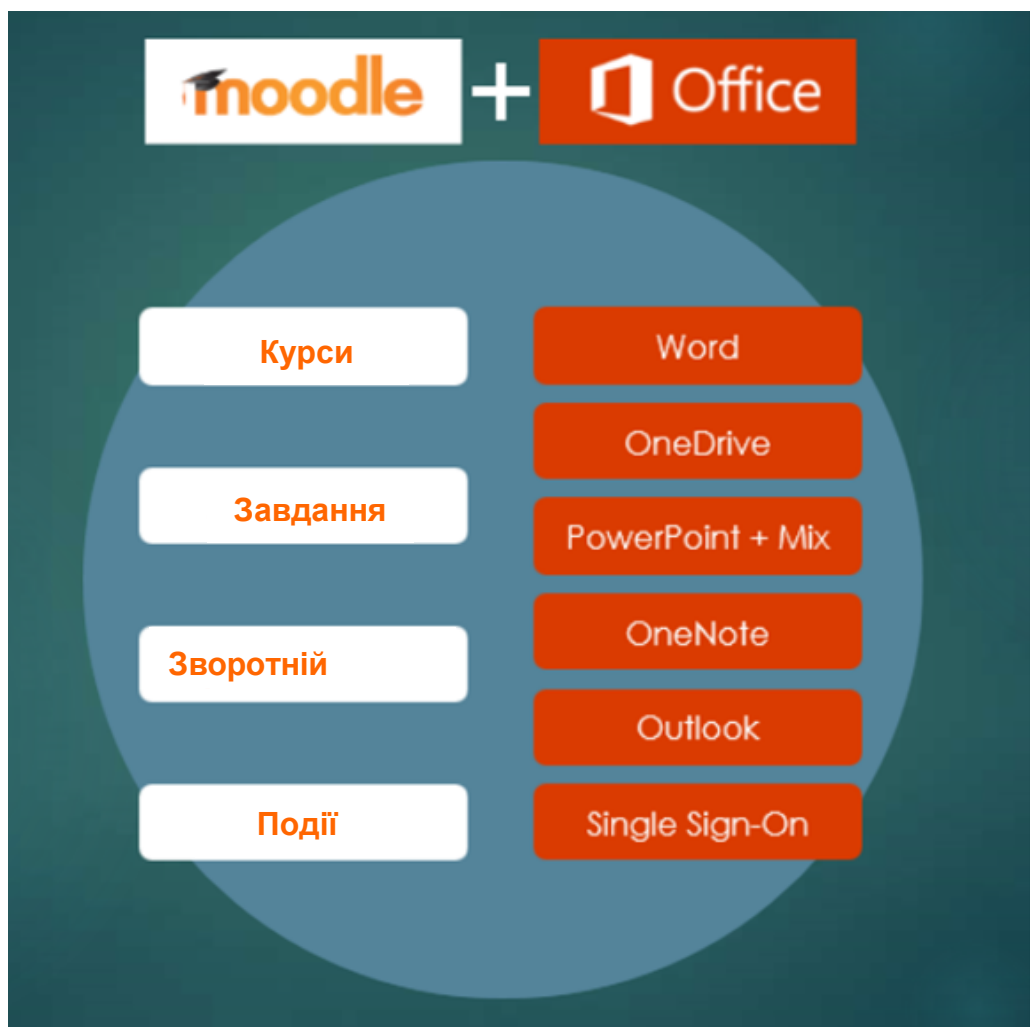 moodle + Office
Курси
Завдання
Зворотній
Події
Word
OneDrive
PowerPoint + Mix
OneNote
Outlook
Single Sign-On